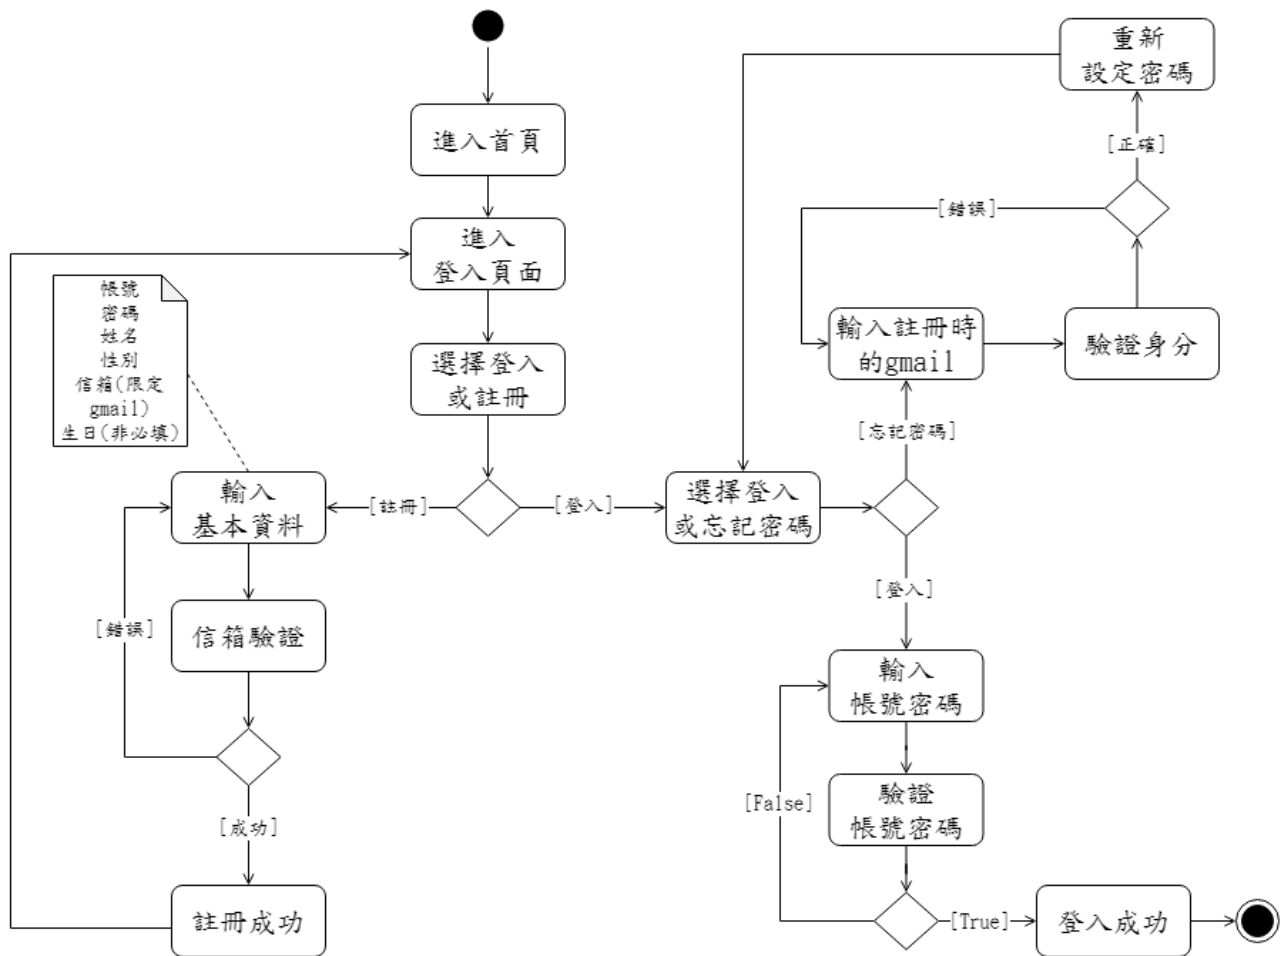 重新
設定密碼
進入首頁
[正確]
[錯誤]
進入
登入頁面
帳號
密碼
姓名
性別
信箱(限定
gmail)
生日(非必填)
選擇登入
或註冊
輸入註冊時
的gmail
驗證身分
[忘記密碼]
輸入
基本資料
[註冊]
[登入]
選擇登入
或忘記密碼
[登入]
[錯誤]
信箱驗證
輸入
帳號密碼
[False]
驗證
帳號密碼
[成功]
註冊成功
[True]
登入成功